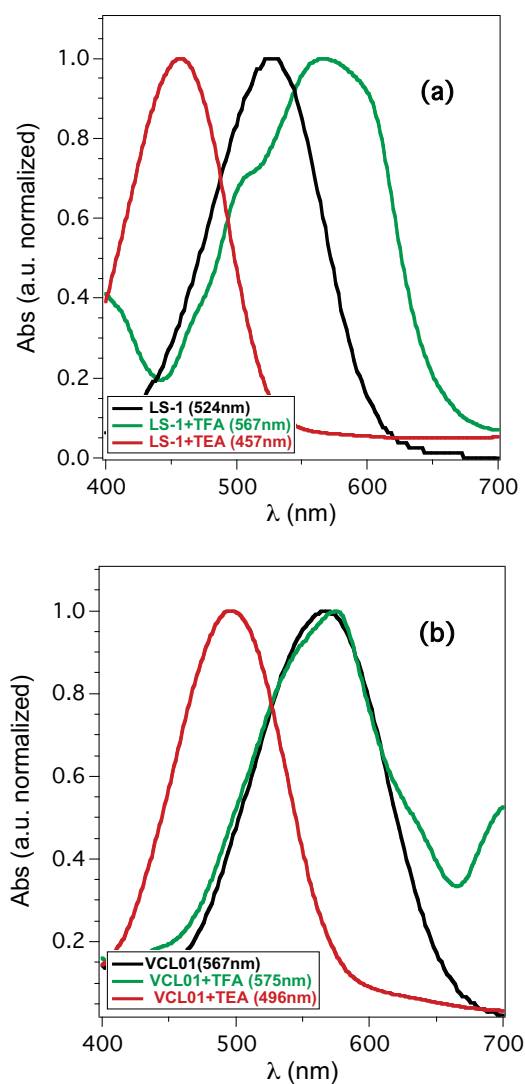 (a)
Abs (a.u. normalized)
1.0
0.8
0.6
0.4
0.2
0.0
LS-1 (524nm)
LS-1+TFA (567nm)
LS-1+TEA (457nm)
400 500 600 700
λ (nm)
(b)
Abs (a.u. normalized)
1.0
0.8
0.6
0.4
0.2
VCL01(567nm)
VCL01+TFA (575nm)
VCL01+TEA (496nm)
400 500 600 700
λ (nm)